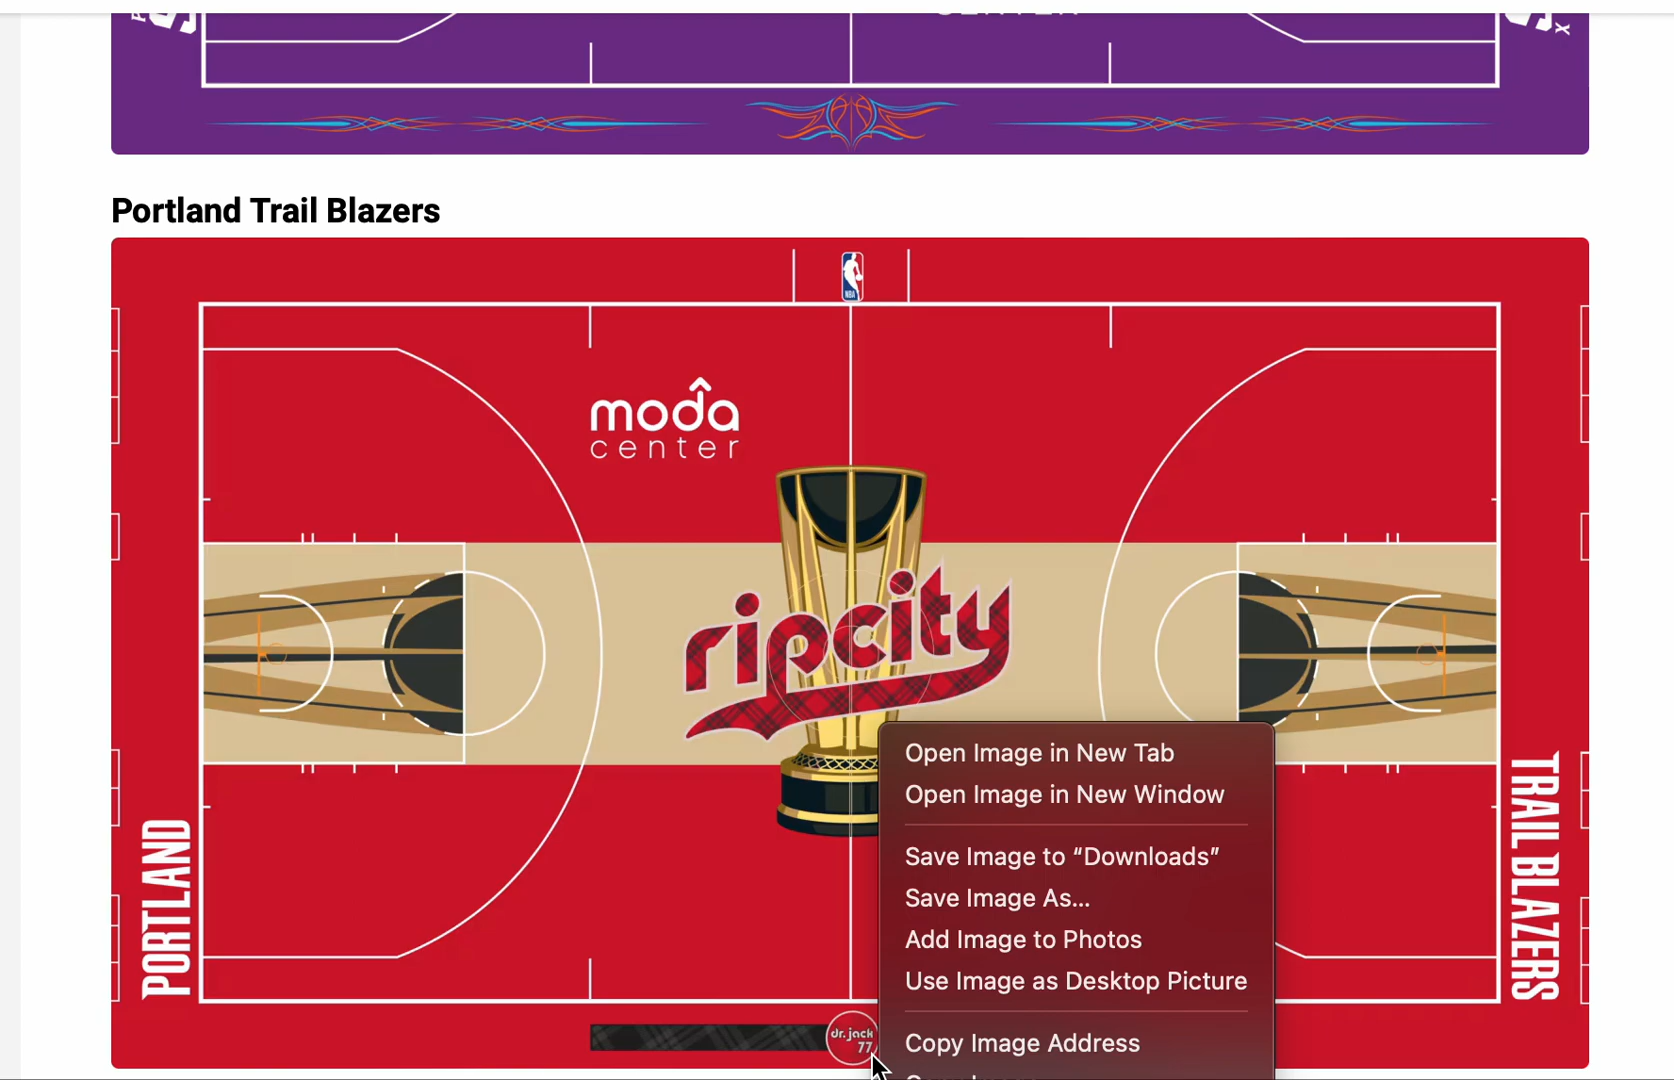 Portland Trail Blazers
NBA
moda
center
ripcity
PORTLAND
TRAIL BLAZERS
dr. jack
77
Open Image in New Tab
Open Image in New Window
Save Image to “Downloads”
Save Image As...
Add Image to Photos
Use Image as Desktop Picture
Copy Image Address